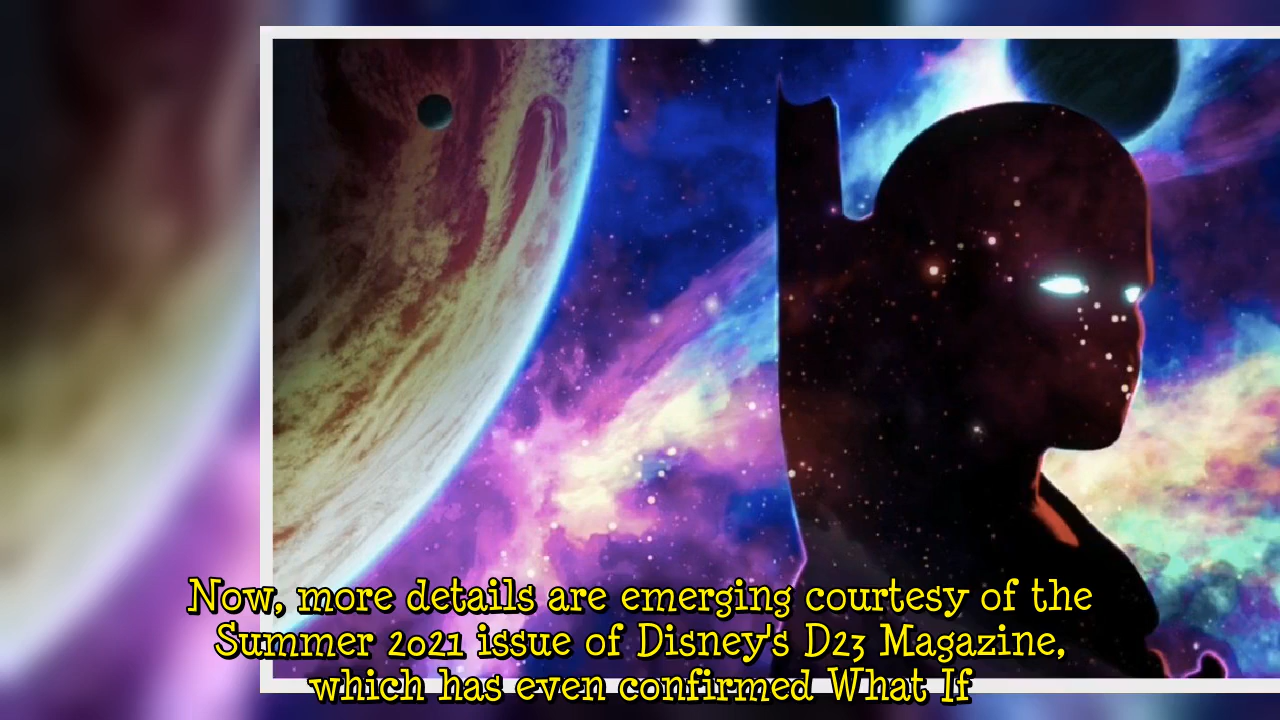 Now, more details are emerging courtesy of the
Summer 2021 issue of Disney's D23 Magazine,
which has even confirmed What If